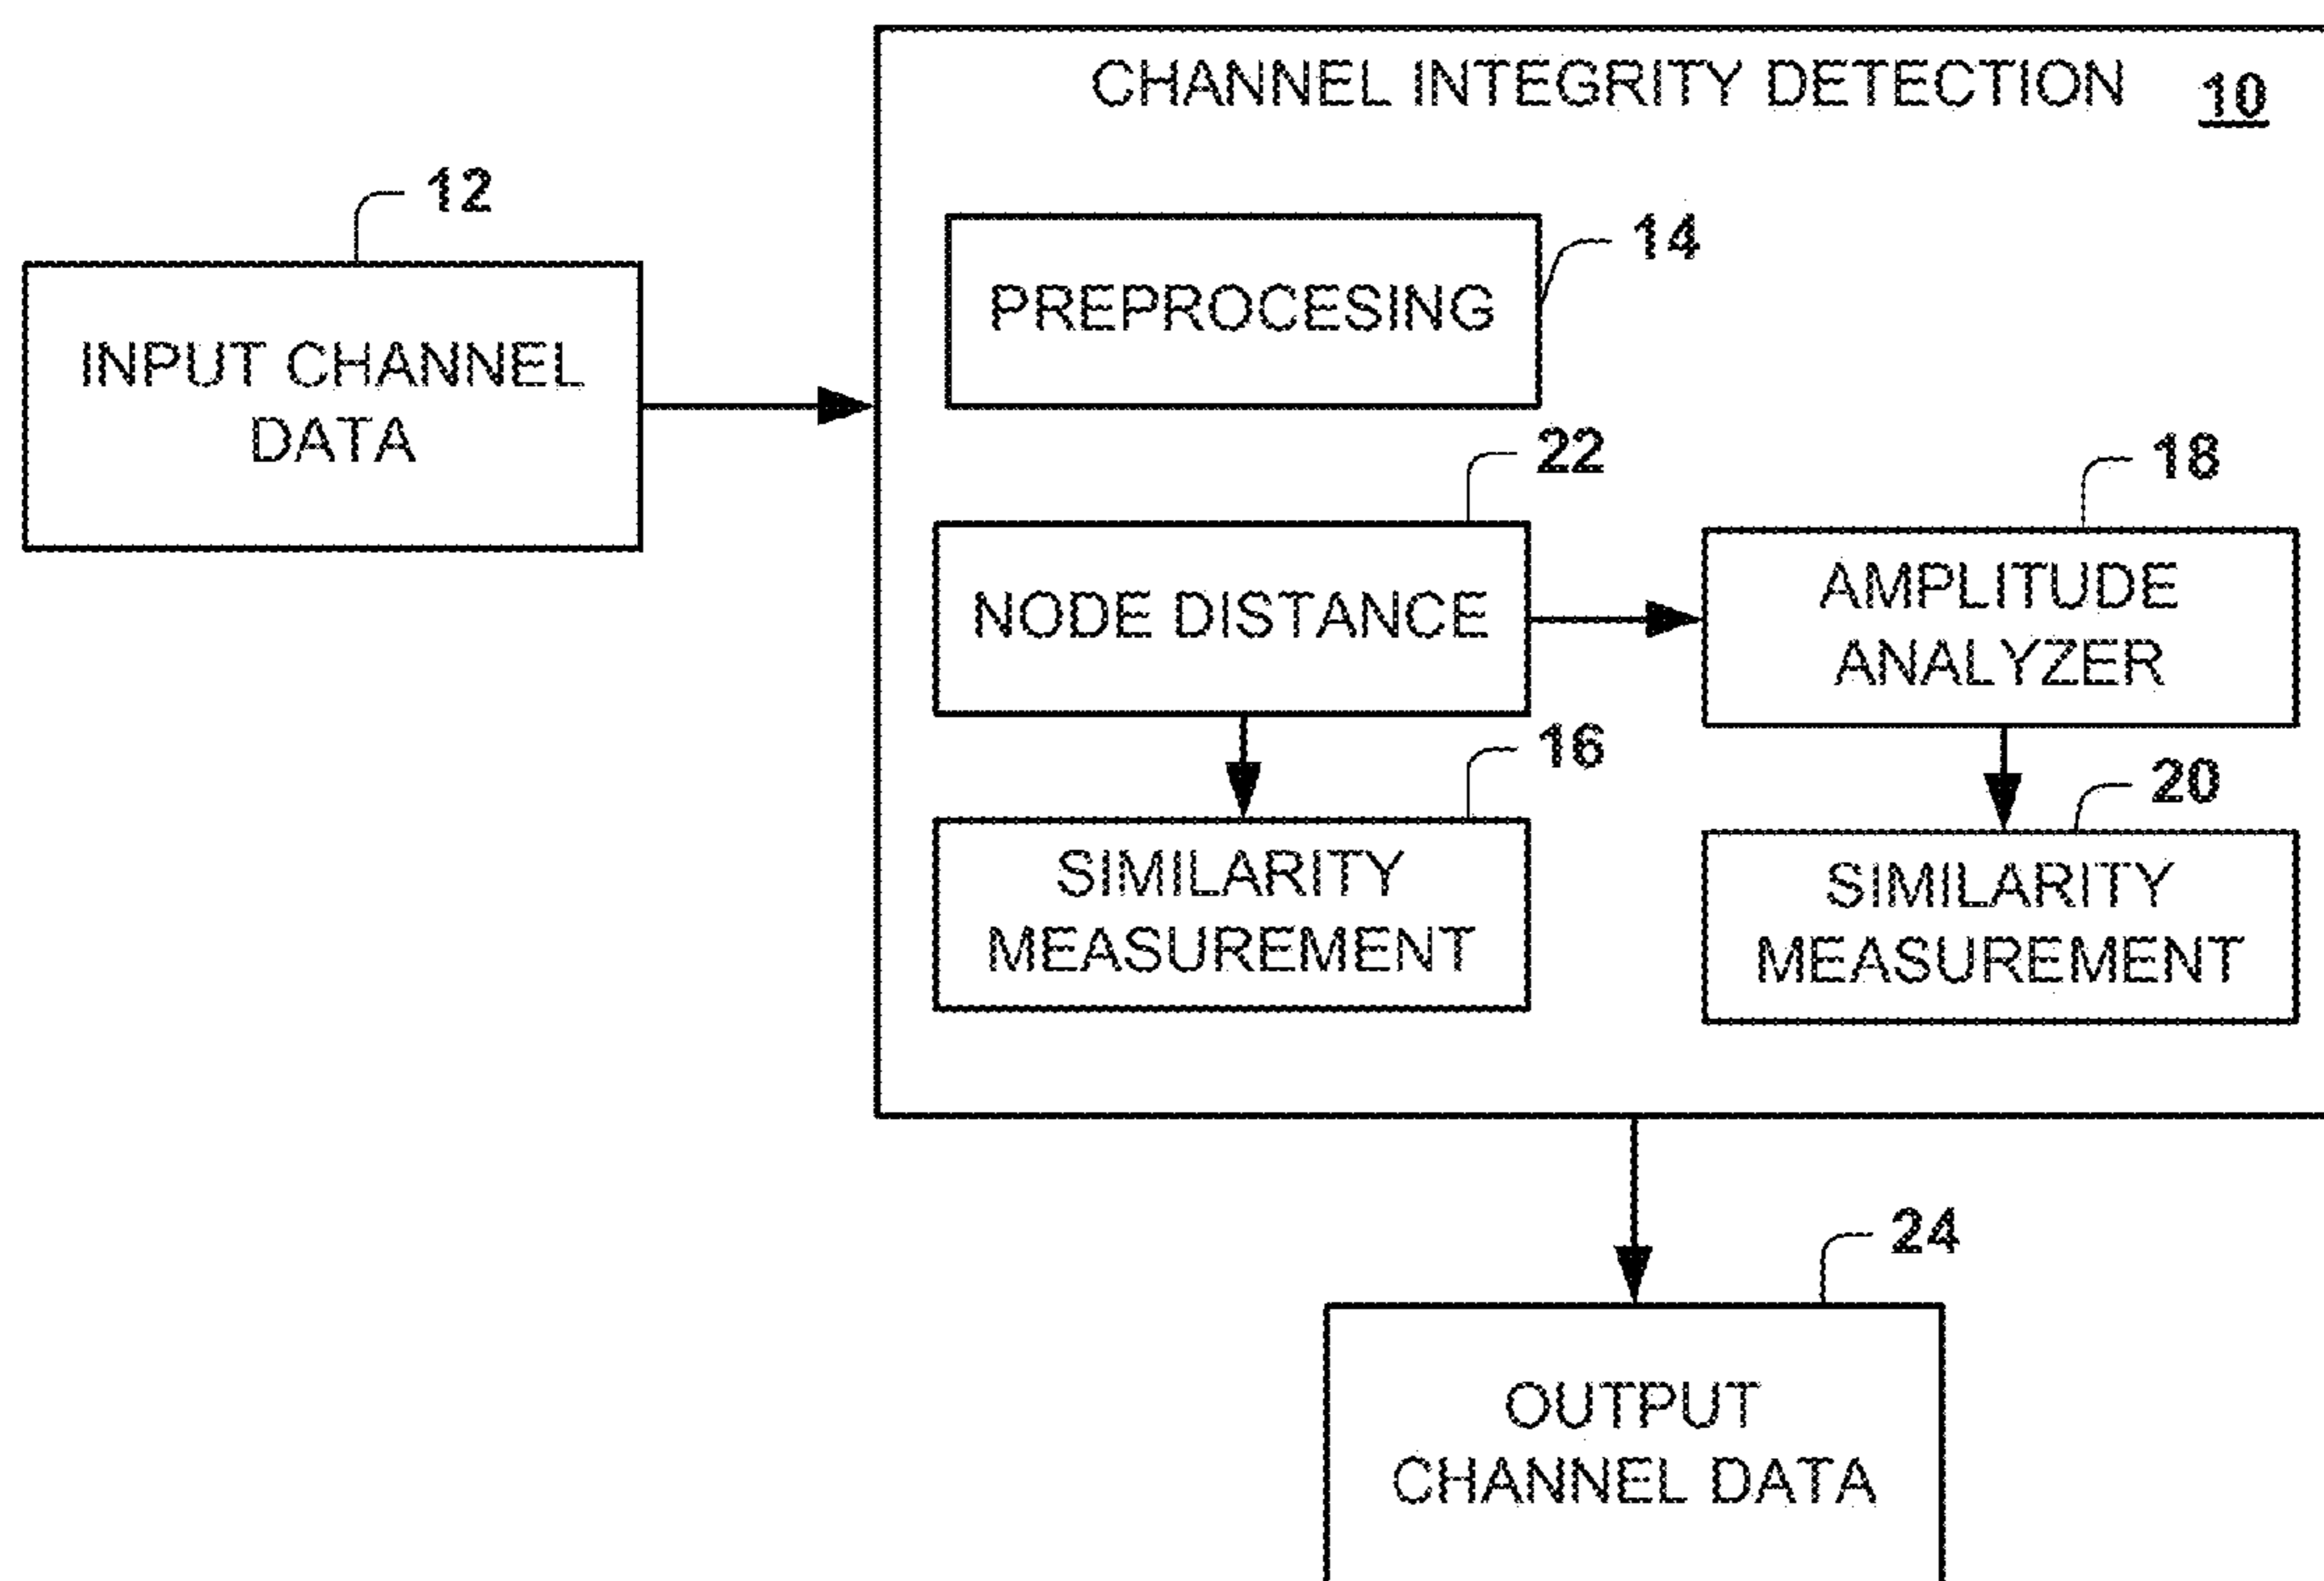 CHANNEL INTEGRITY DETECTION 10
12
INPUT CHANNEL
DATA
14
PREPROCESING
22
NODE DISTANCE
18
AMPLITUDE
ANALYZER
16
SIMILARITY
MEASUREMENT
20
SIMILARITY
MEASUREMENT
24
OUTPUT
CHANNEL DATA